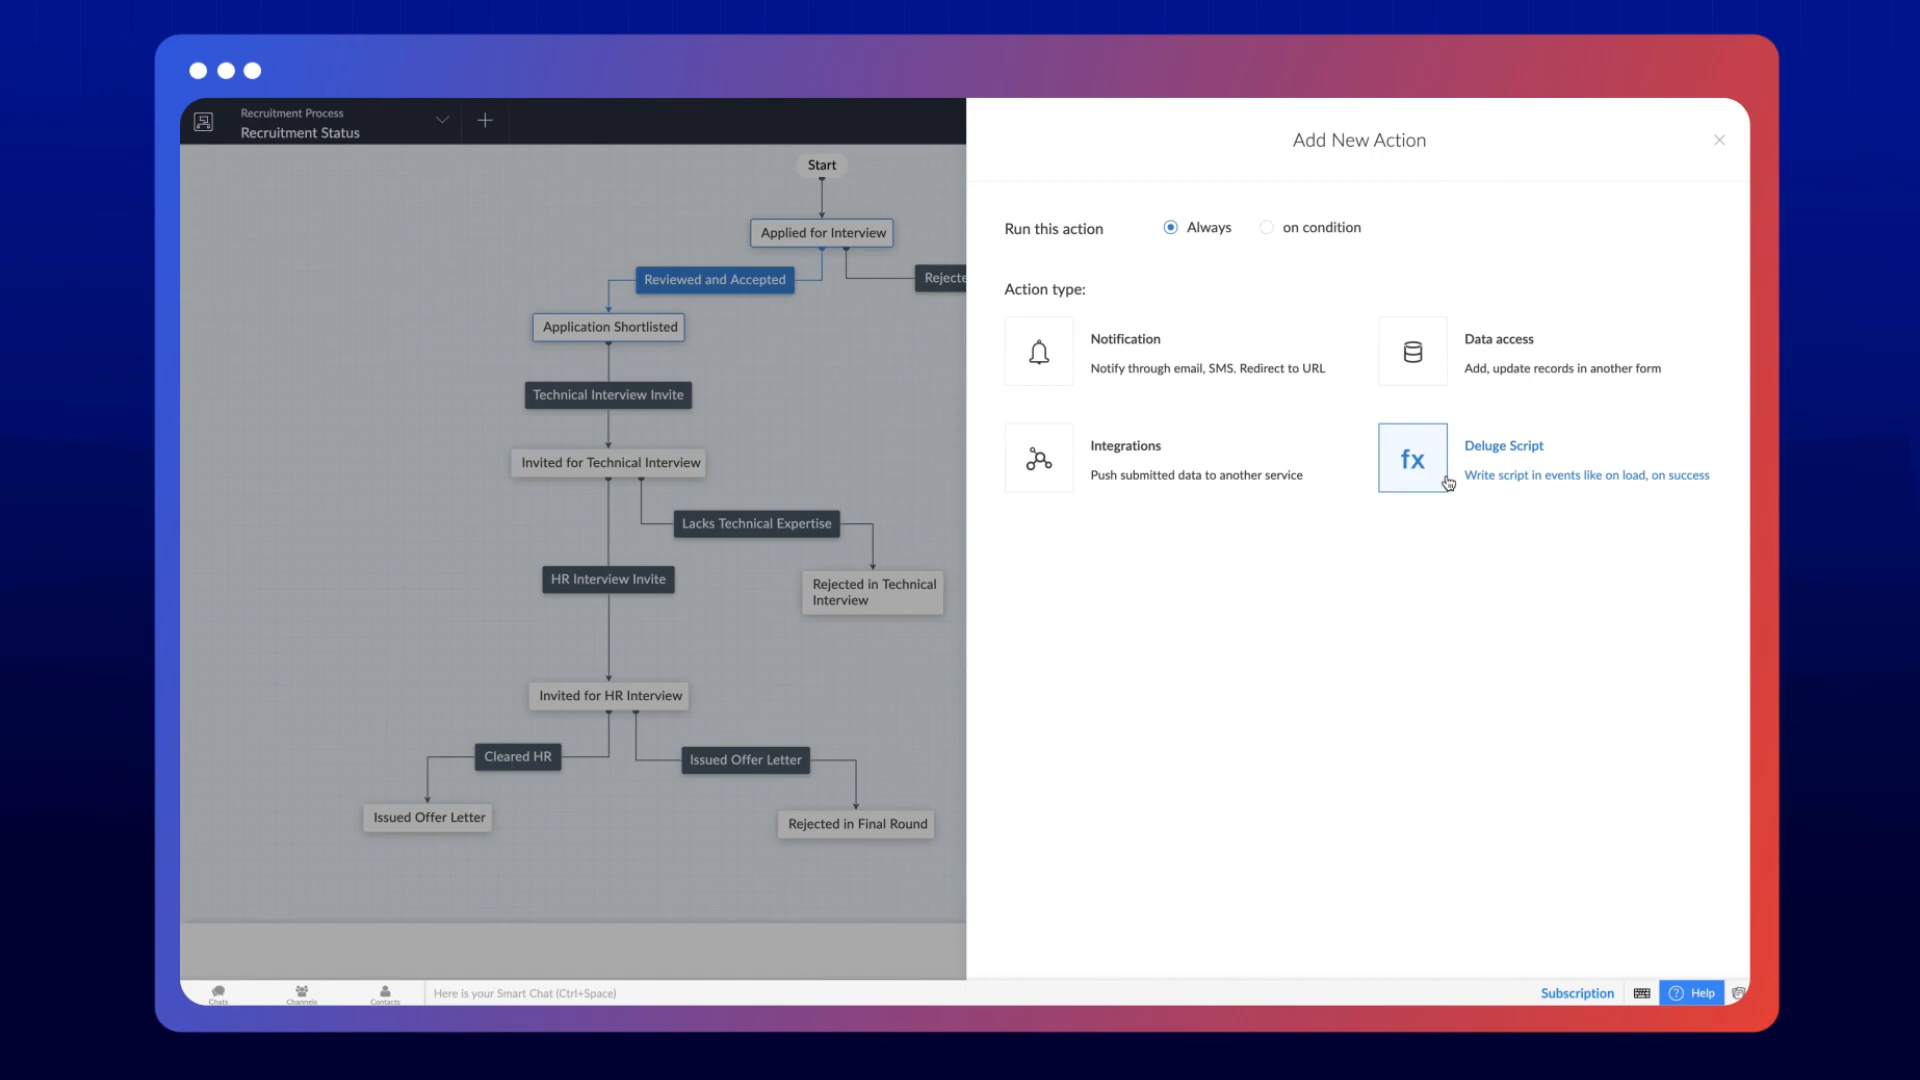 Recruitment Process
Recruitment Status
Start
Applied for Interview
Reviewed and Accepted
Rejecte
Application Shortlisted
Technical Interview Invite
Invited for Technical Interview
Lacks Technical Expertise
HR Interview Invite
Rejected in Technical
Interview
Invited for HR Interview
Cleared HR
Issued Offer Letter
Issued Offer Letter
Rejected in Final Round
Add New Action
Run this action
Always
on condition
Action type:
Notification
Notify through email, SMS. Redirect to URL
Data access
Add, update records in another form
Integrations
Push submitted data to another service
fx
Deluge Script
Write script in events like on load, on success
Chats
Channels
Contacts
Here is your Smart Chat (Ctrl+Space)
Subscription
? Help